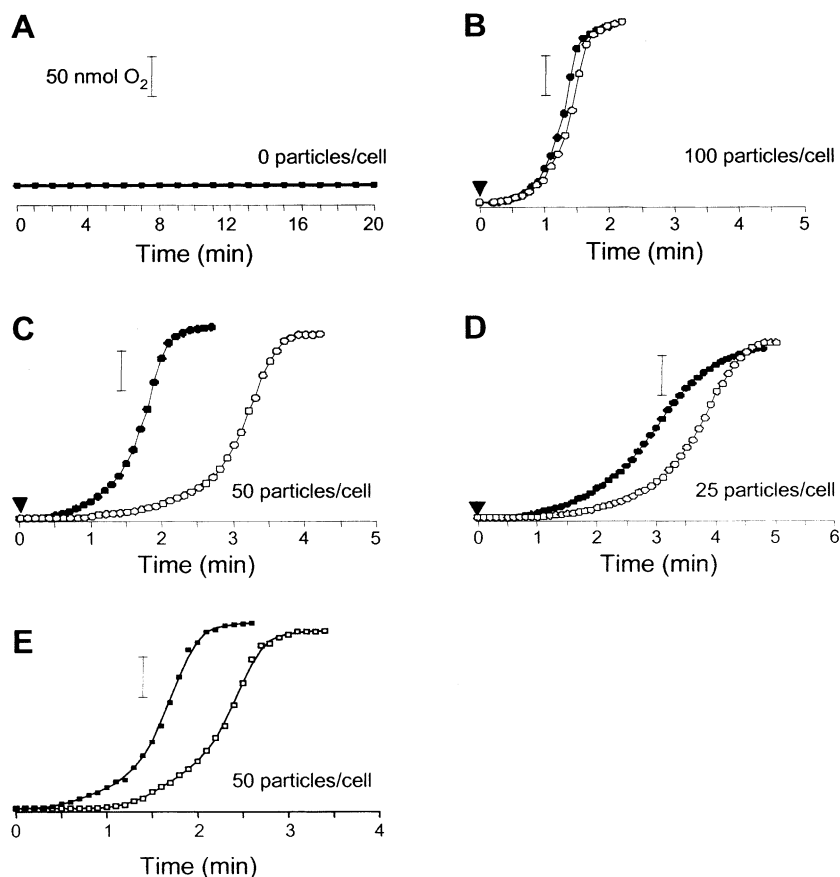 A
50 nmol O2
0 particles/cell
0 4 8 12 16 20
Time (min)
B
100 particles/cell
0 1 2 3 4 5
Time (min)
C
50 particles/cell
0 1 2 3 4 5
Time (min)
D
25 particles/cell
0 1 2 3 4 5 6
Time (min)
E
50 particles/cell
0 1 2 3 4
Time (min)